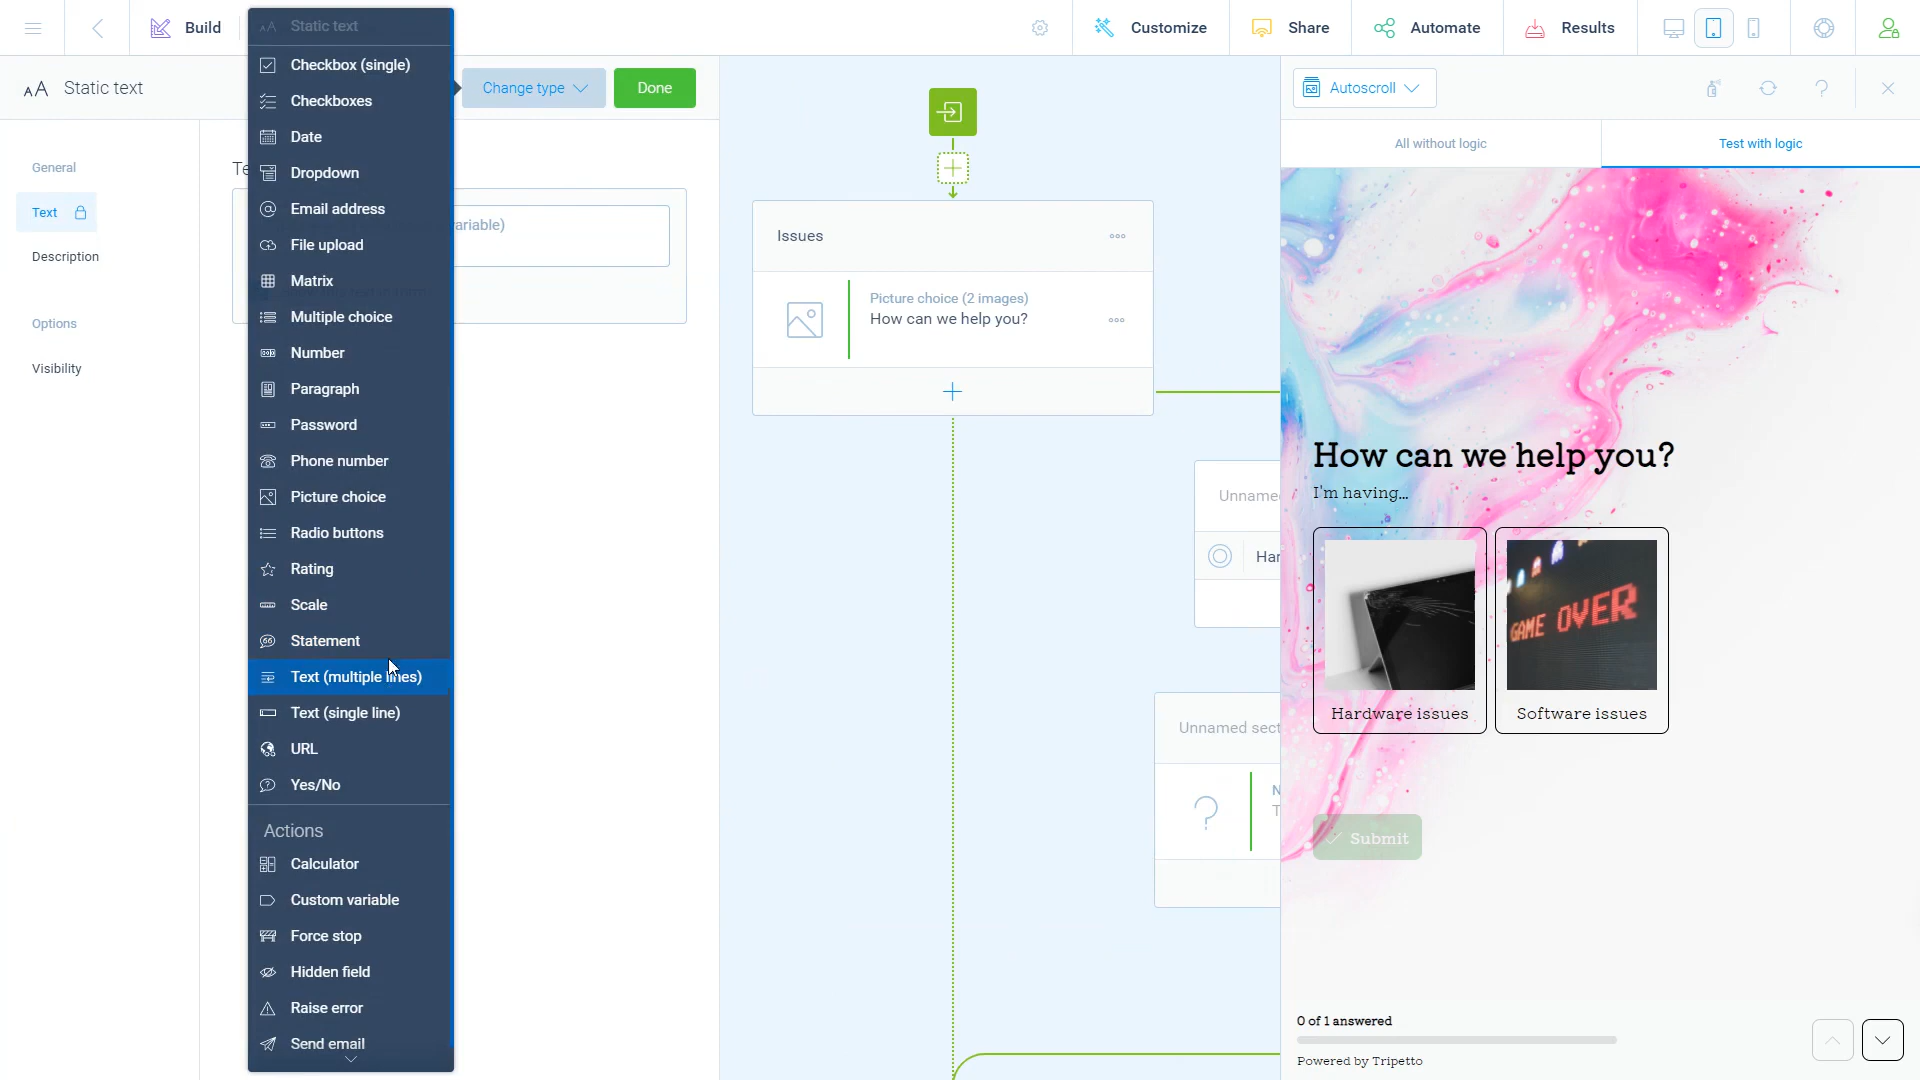 Build
Customize
Share
Automate
Results
Static text
Static text
Change type
Done
General
Text
Description
Options
Visibility
Te
variable)
Checkbox (single)
Checkboxes
Date
Dropdown
Email address
File upload
Matrix
Multiple choice
Number
Paragraph
Password
Phone number
Picture choice
Radio buttons
Rating
Scale
Statement
Text (multiple lines)
Text (single line)
URL
Yes/No
Actions
Calculator
Custom variable
Force stop
Hidden field
Raise error
Send email
Issues
Picture choice (2 images)
How can we help you?
Unname
Har
Unnamed sect
N
T
Autoscroll
All without logic
Test with logic
How can we help you?
I'm having...
GAME OVER
Hardware issues
Software issues
Submit
0 of 1 answered
Powered by Tripetto